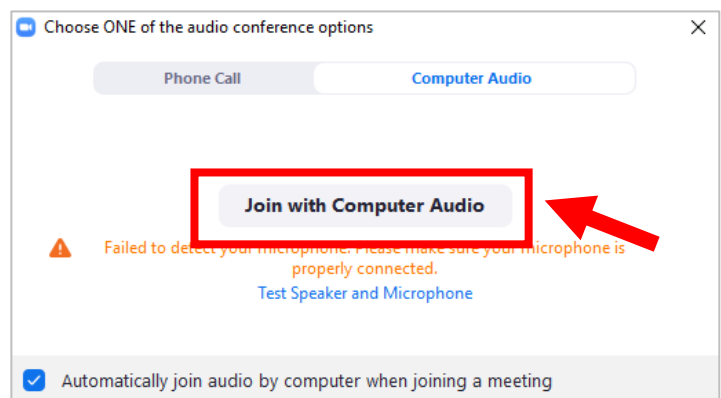 Choose ONE of the audio conference options
Phone Call
Computer Audio
Join with Computer Audio
Failed to detect your microphone. Please make sure your microphone is
properly connected.
Test Speaker and Microphone
Automatically join audio by computer when joining a meeting